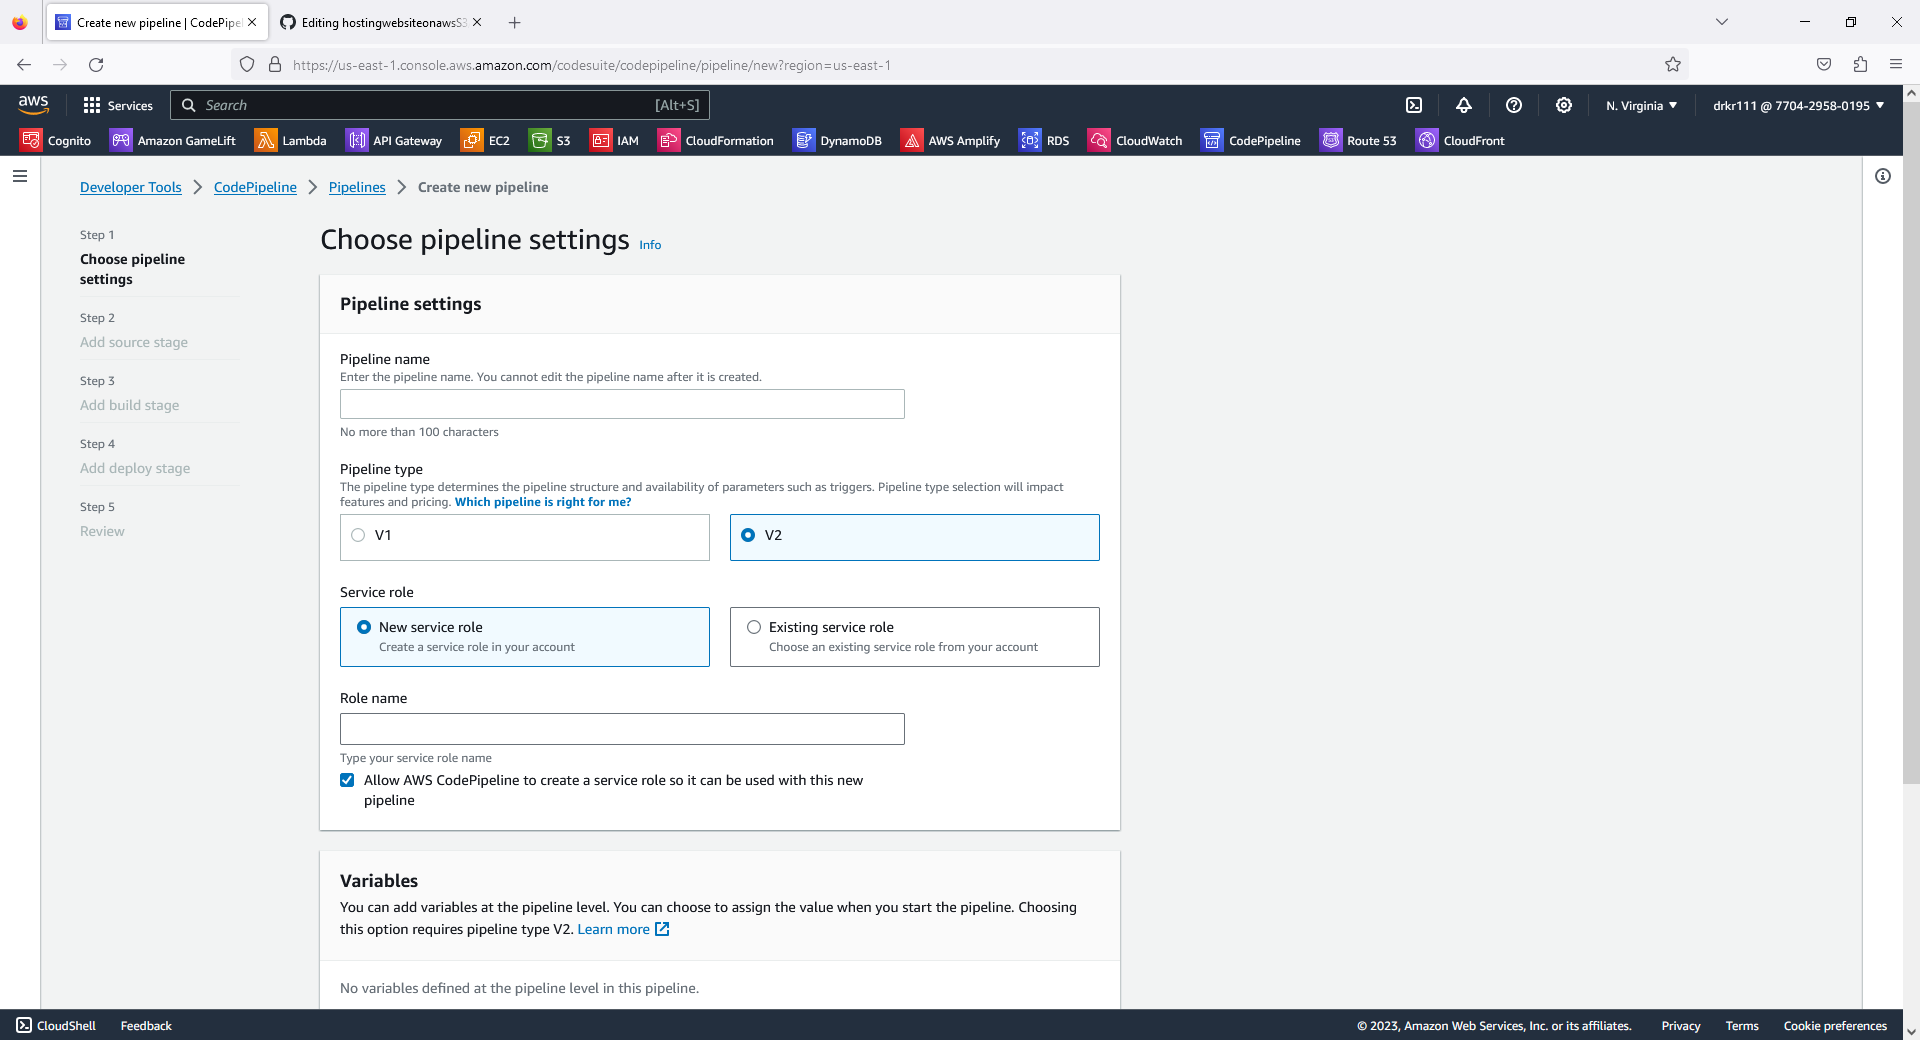 Create new pipeline | CodePipel
Editing hostingwebsiteonawsS3
https://us-east-1.console.aws.amazon.com/codesuite/codepipeline/pipeline/new?region=us-east-1
aws
Services
Search
[Alt+S]
N. Virginia
drkr111 @ 7704-2958-0195
Cognito
Amazon GameLift
Lambda
API Gateway
EC2
S3
IAM
CloudFormation
DynamoDB
AWS Amplify
RDS
CloudWatch
CodePipeline
Route 53
CloudFront
Developer Tools
CodePipeline
Pipelines
Create new pipeline
Step 1
Choose pipeline
settings
Step 2
Add source stage
Step 3
Add build stage
Step 4
Add deploy stage
Step 5
Review
Choose pipeline settings Info
Pipeline settings
Pipeline name
Enter the pipeline name. You cannot edit the pipeline name after it is created.
No more than 100 characters
Pipeline type
The pipeline type determines the pipeline structure and availability of parameters such as triggers. Pipeline type selection will impact
features and pricing. Which pipeline is right for me?
V1
V2
Service role
New service role
Create a service role in your account
Existing service role
Choose an existing service role from your account
Role name
Type your service role name
Allow AWS CodePipeline to create a service role so it can be used with this new
pipeline
Variables
You can add variables at the pipeline level. You can choose to assign the value when you start the pipeline. Choosing
this option requires pipeline type V2. Learn more
No variables defined at the pipeline level in this pipeline.
CloudShell
Feedback
© 2023, Amazon Web Services, Inc. or its affiliates.
Privacy
Terms
Cookie preferences